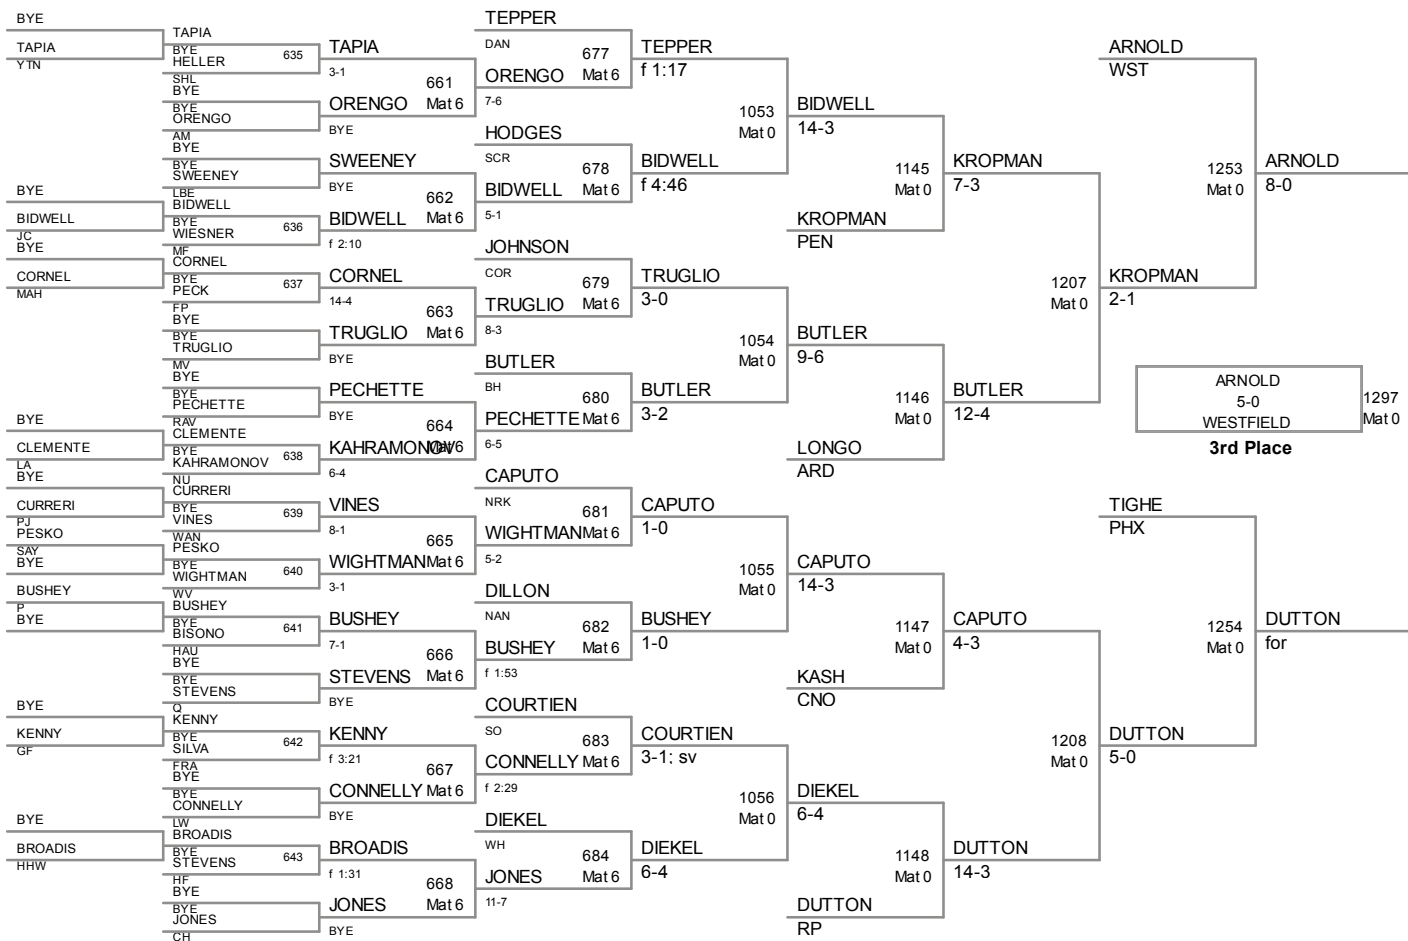 BYE
TAPIA
YTN
BYE
BIDWELL
JC
BYE
CORNEL
MAH
BYE
CLEMENTE
LA
BYE
CURRERI
PJ
PESKO
SAY
BYE
BUSHEY
P
BYE
BYE
KENNY
GF
BYE
BROADIS
HHW
TAPIA
BYE
HELLER
635
SHL
BYE
BYE
ORENGO
AM
BYE
BYE
SWEENEY
LBE
BIDWELL
BYE
WIESNER
636
MF
CORNEL
BYE
PECK
637
FP
BYE
BYE
TRUGLIO
MV
BYE
BYE
PECHETTE
RAV
CLEMENTE
BYE
KAHRAMONOV
638
NU
CURRERI
BYE
VINES
639
WAN
PESKO
BYE
WIGHTMAN
640
WV
BUSHEY
BYE
BISONO
641
HAU
BYE
BYE
STEVENS
Q
KENNY
BYE
SILVA
642
FRA
BYE
BYE
CONNELLY
LW
BROADIS
BYE
STEVENS
643
HF
BYE
BYE
JONES
CH
TAPIA
3-1
661
Mat 6
ORENGO
BYE
SWEENEY
BYE
662
Mat 6
BIDWELL
f 2:10
CORNEL
14-4
663
Mat 6
TRUGLIO
BYE
PECHETTE
BYE
664
Mat 6
KAHRAMONOV
6-4
VINES
8-1
665
Mat 6
WIGHTMAN
3-1
BUSHEY
7-1
666
Mat 6
STEVENS
BYE
KENNY
f 3:21
667
Mat 6
CONNELLY
BYE
BROADIS
f 1:31
668
Mat 6
JONES
BYE
TEPPER
DAN
677
Mat 6
ORENGO
7-6
HODGES
SCR
678
Mat 6
BIDWELL
5-1
JOHNSON
COR
679
Mat 6
TRUGLIO
8-3
BUTLER
BH
680
Mat 6
PECHETTE
6-5
CAPUTO
NRK
681
Mat 6
WIGHTMAN
5-2
DILLON
NAN
682
Mat 6
BUSHEY
f 1:53
COURTIEN
SO
683
Mat 6
CONNELLY
f 2:29
DIEKEL
WH
684
Mat 6
JONES
11-7
TEPPER
f 1:17
1053
Mat 0
BIDWELL
f 4:46
TRUGLIO
3-0
1054
Mat 0
BUTLER
3-2
CAPUTO
1-0
1055
Mat 0
BUSHEY
1-0
COURTIEN
3-1: sv
1056
Mat 0
DIEKEL
6-4
BIDWELL
14-3
1145
Mat 0
KROPMAN
PEN
BUTLER
9-6
1146
Mat 0
LONGO
ARD
CAPUTO
14-3
1147
Mat 0
KASH
CNO
DIEKEL
6-4
1148
Mat 0
DUTTON
RP
KROPMAN
7-3
1207
Mat 0
BUTLER
12-4
CAPUTO
4-3
1208
Mat 0
DUTTON
14-3
ARNOLD
WST
1253
Mat 0
KROPMAN
2-1
TIGHE
PHX
1254
Mat 0
DUTTON
5-0
ARNOLD
8-0
DUTTON
for
ARNOLD
5-0
WESTFIELD
1297
Mat 0
3rd Place